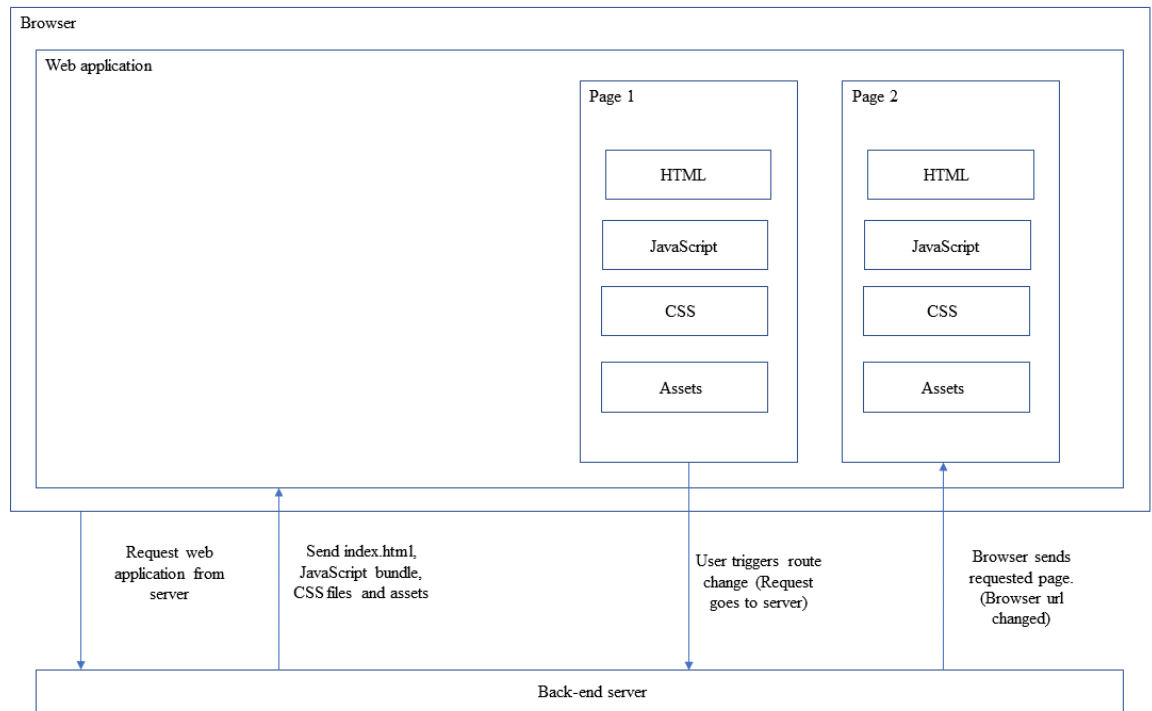 Browser
Web application
Page 1
HTML
JavaScript
CSS
Assets
Page 2
HTML
JavaScript
CSS
Assets
Request web
application from
server
Send index.html,
JavaScript bundle,
CSS files and assets
User triggers route
change (Request
goes to server)
Browser sends
requested page.
(Browser url
changed)
Back-end server